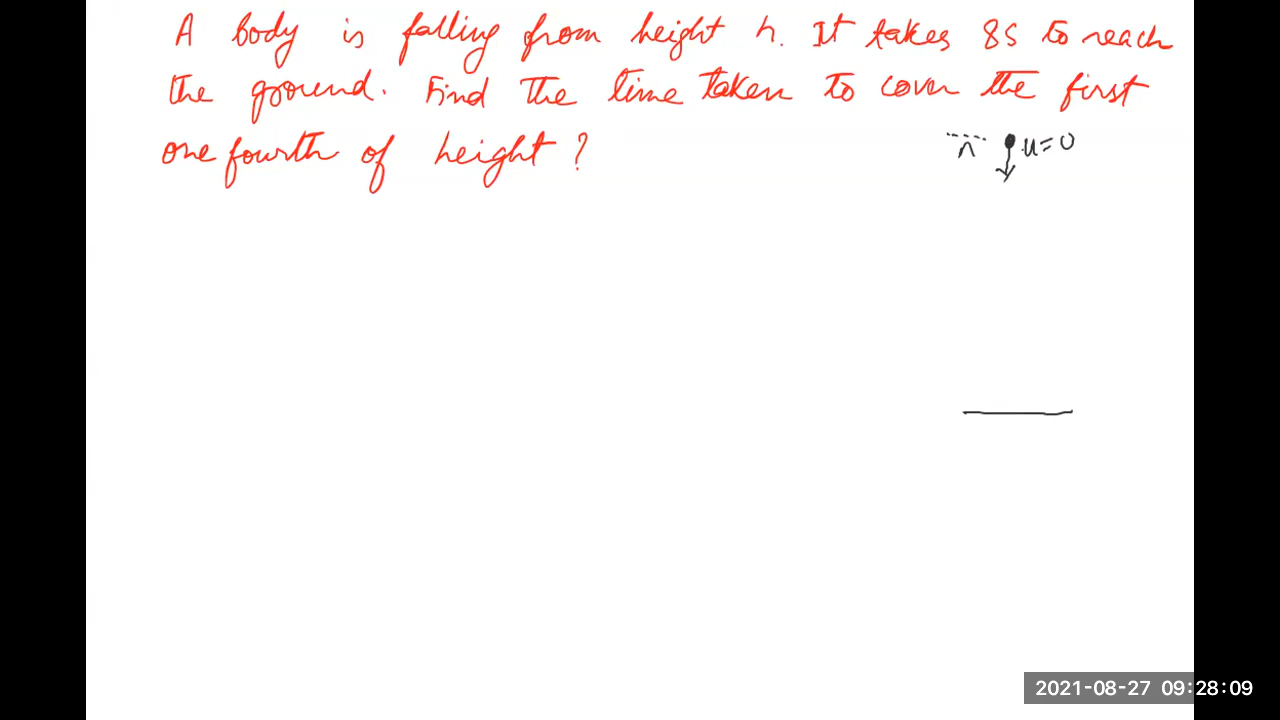 A body is falling from height h. It takes 8s to reach
the ground. Find the time taken to cover the first
one fourth of height ?
h u=0
2021-08-27 09:28:09